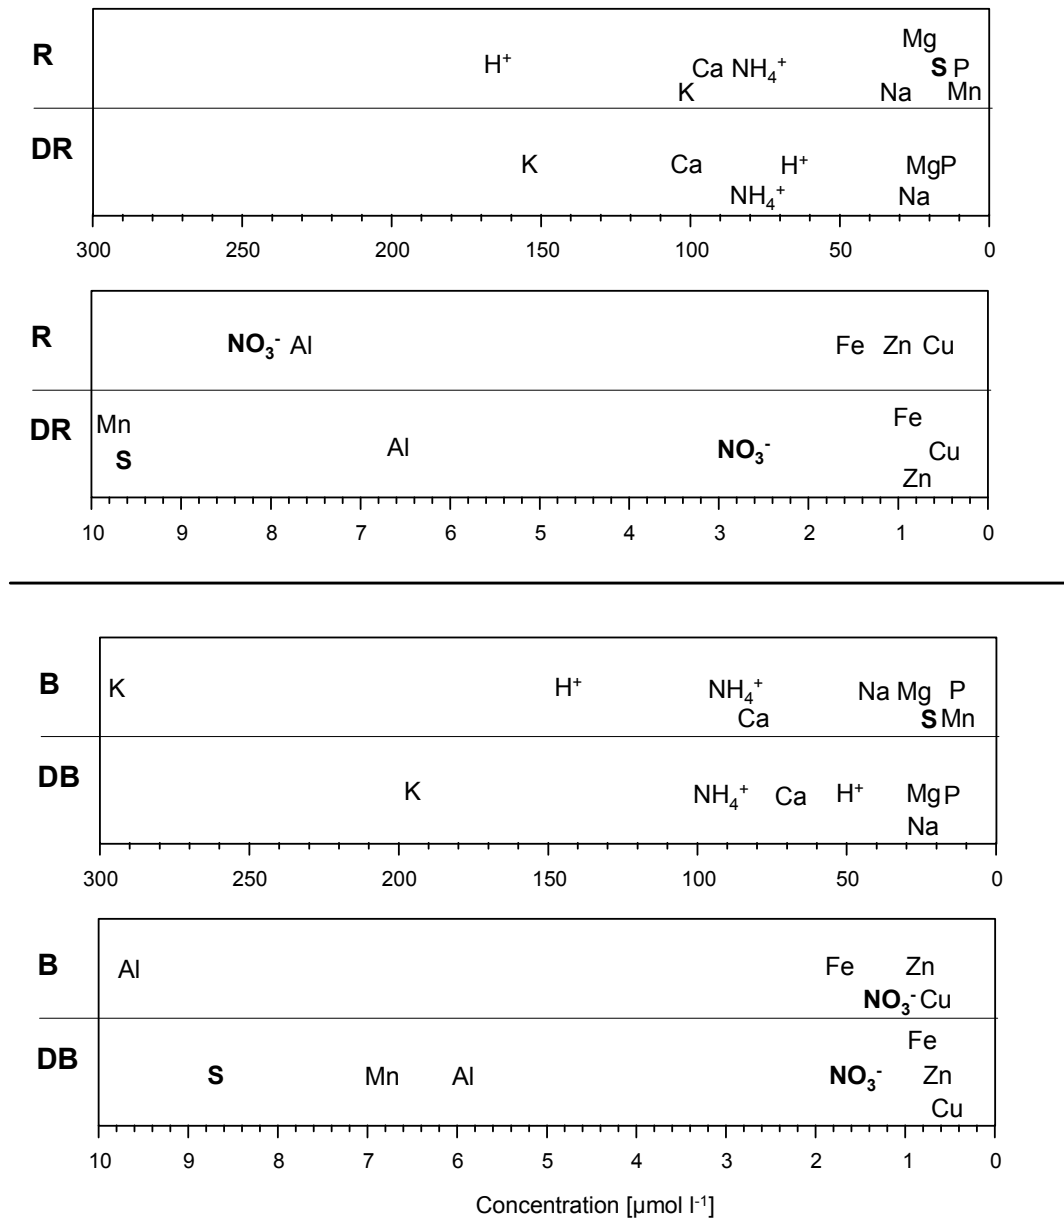 Mg
R H⁺ Ca NH₄⁺ S P
K Na Mn
DR K Ca H⁺ Mg P
NH₄⁺ Na
300 250 200 150 100 50 0
R NO₃⁻ Al Fe Zn Cu
DR Mn Fe
S Al NO₃⁻ Cu
Zn
10 9 8 7 6 5 4 3 2 1 0
B K H⁺ NH₄⁺ Na Mg P
Ca S Mn
DB K NH₄⁺ Ca H⁺ Mg P
Na
300 250 200 150 100 50 0
B Al Fe Zn
NO₃⁻ Cu
Fe
DB S Mn Al NO₃⁻ Zn
Cu
10 9 8 7 6 5 4 3 2 1 0
Concentration [µmol l⁻¹]